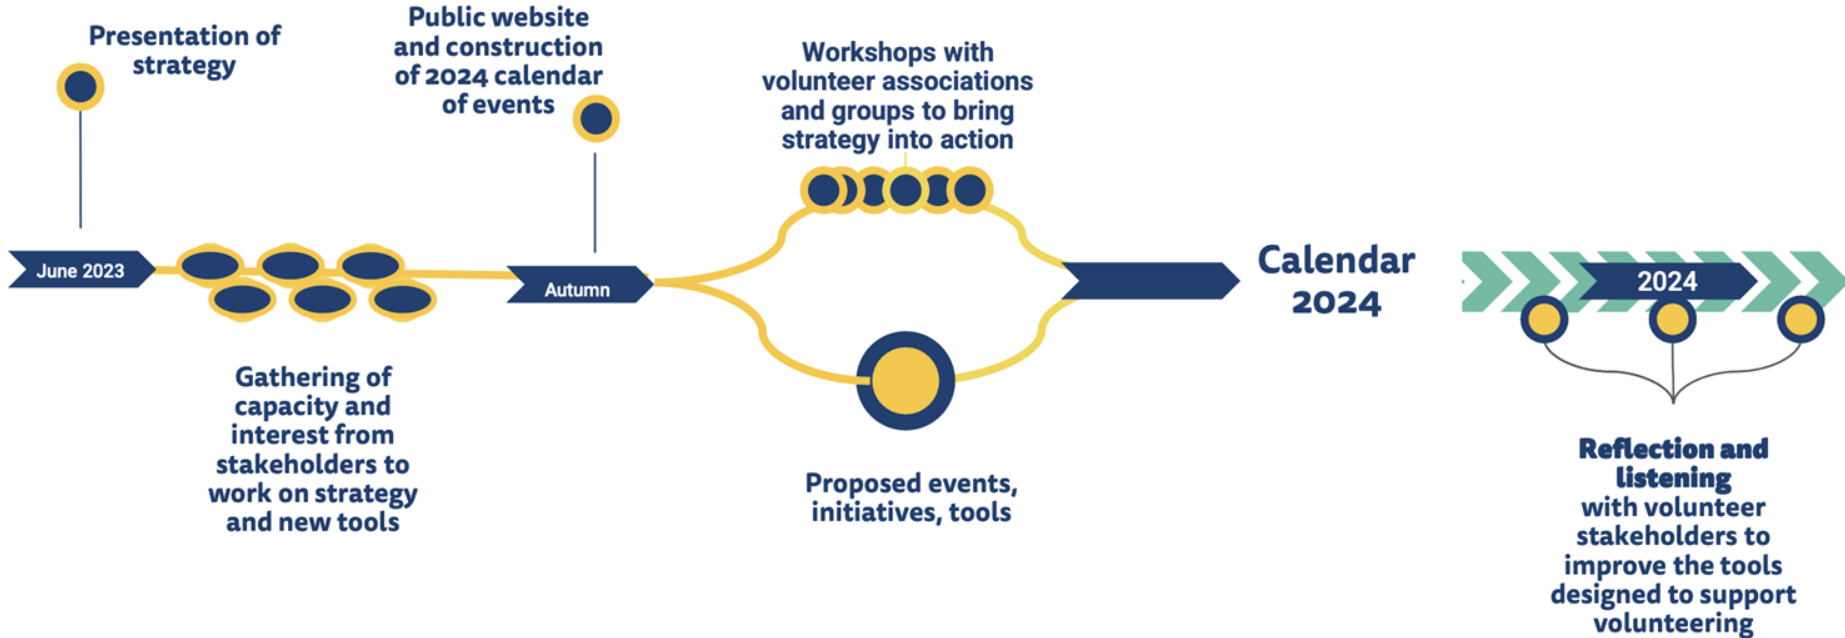 Presentation of
strategy
Public website
and construction
of 2024 calendar
of events
Workshops with
volunteer associations
and groups to bring
strategy into action
June 2023
Autumn
Calendar
2024
2024
Gathering of
capacity and
interest from
stakeholders to
work on strategy
and new tools
Proposed events,
initiatives, tools
Reflection and
listening
with volunteer
stakeholders to
improve the tools
designed to support
volunteering